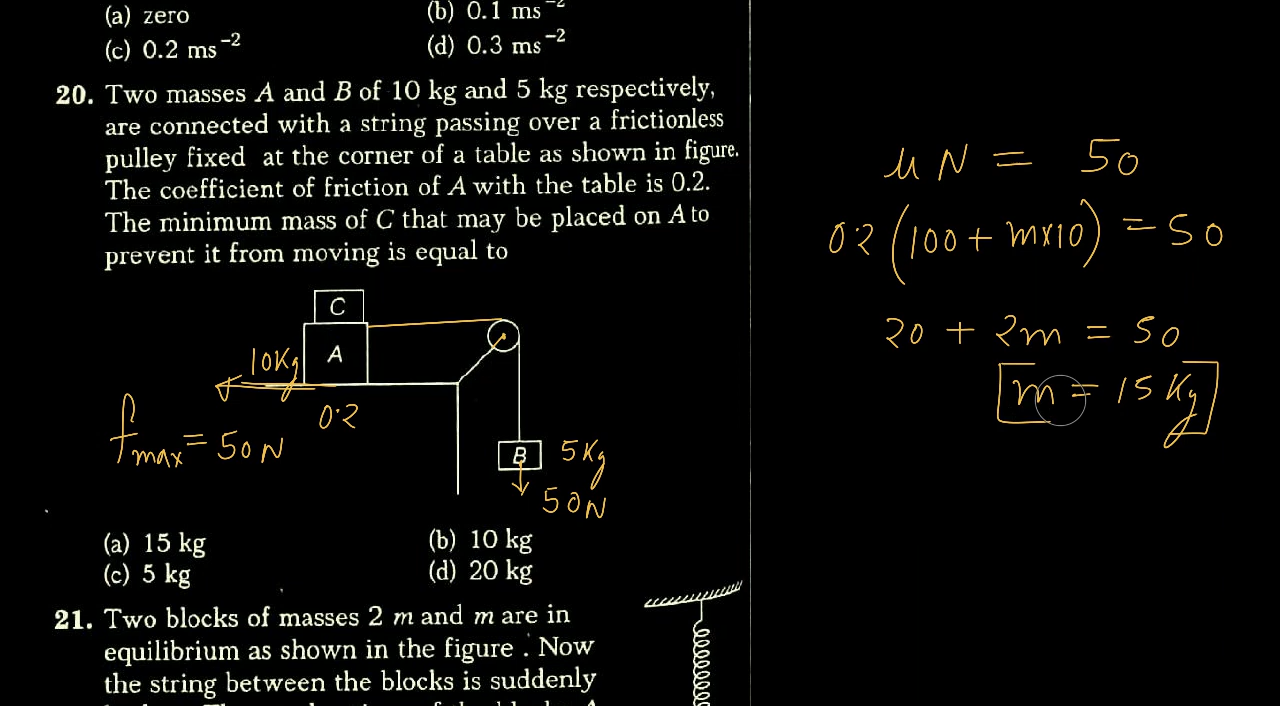 (a) zero
(b) 0.1 ms⁻²
(c) 0.2 ms⁻²
(d) 0.3 ms⁻²
20. Two masses A and B of 10 kg and 5 kg respectively,
are connected with a string passing over a frictionless
pulley fixed at the corner of a table as shown in figure.
The coefficient of friction of A with the table is 0.2.
The minimum mass of C that may be placed on A to
prevent it from moving is equal to
C
A
10Kg
0.2
fmax = 50N
B
5Kg
50N
(a) 15 kg
(b) 10 kg
(c) 5 kg
(d) 20 kg
21. Two blocks of masses 2 m and m are in
equilibrium as shown in the figure . Now
the string between the blocks is suddenly
μN = 50
0.2 (100 + m×10) = 50
20 + 2m = 50
m = 15 Kg